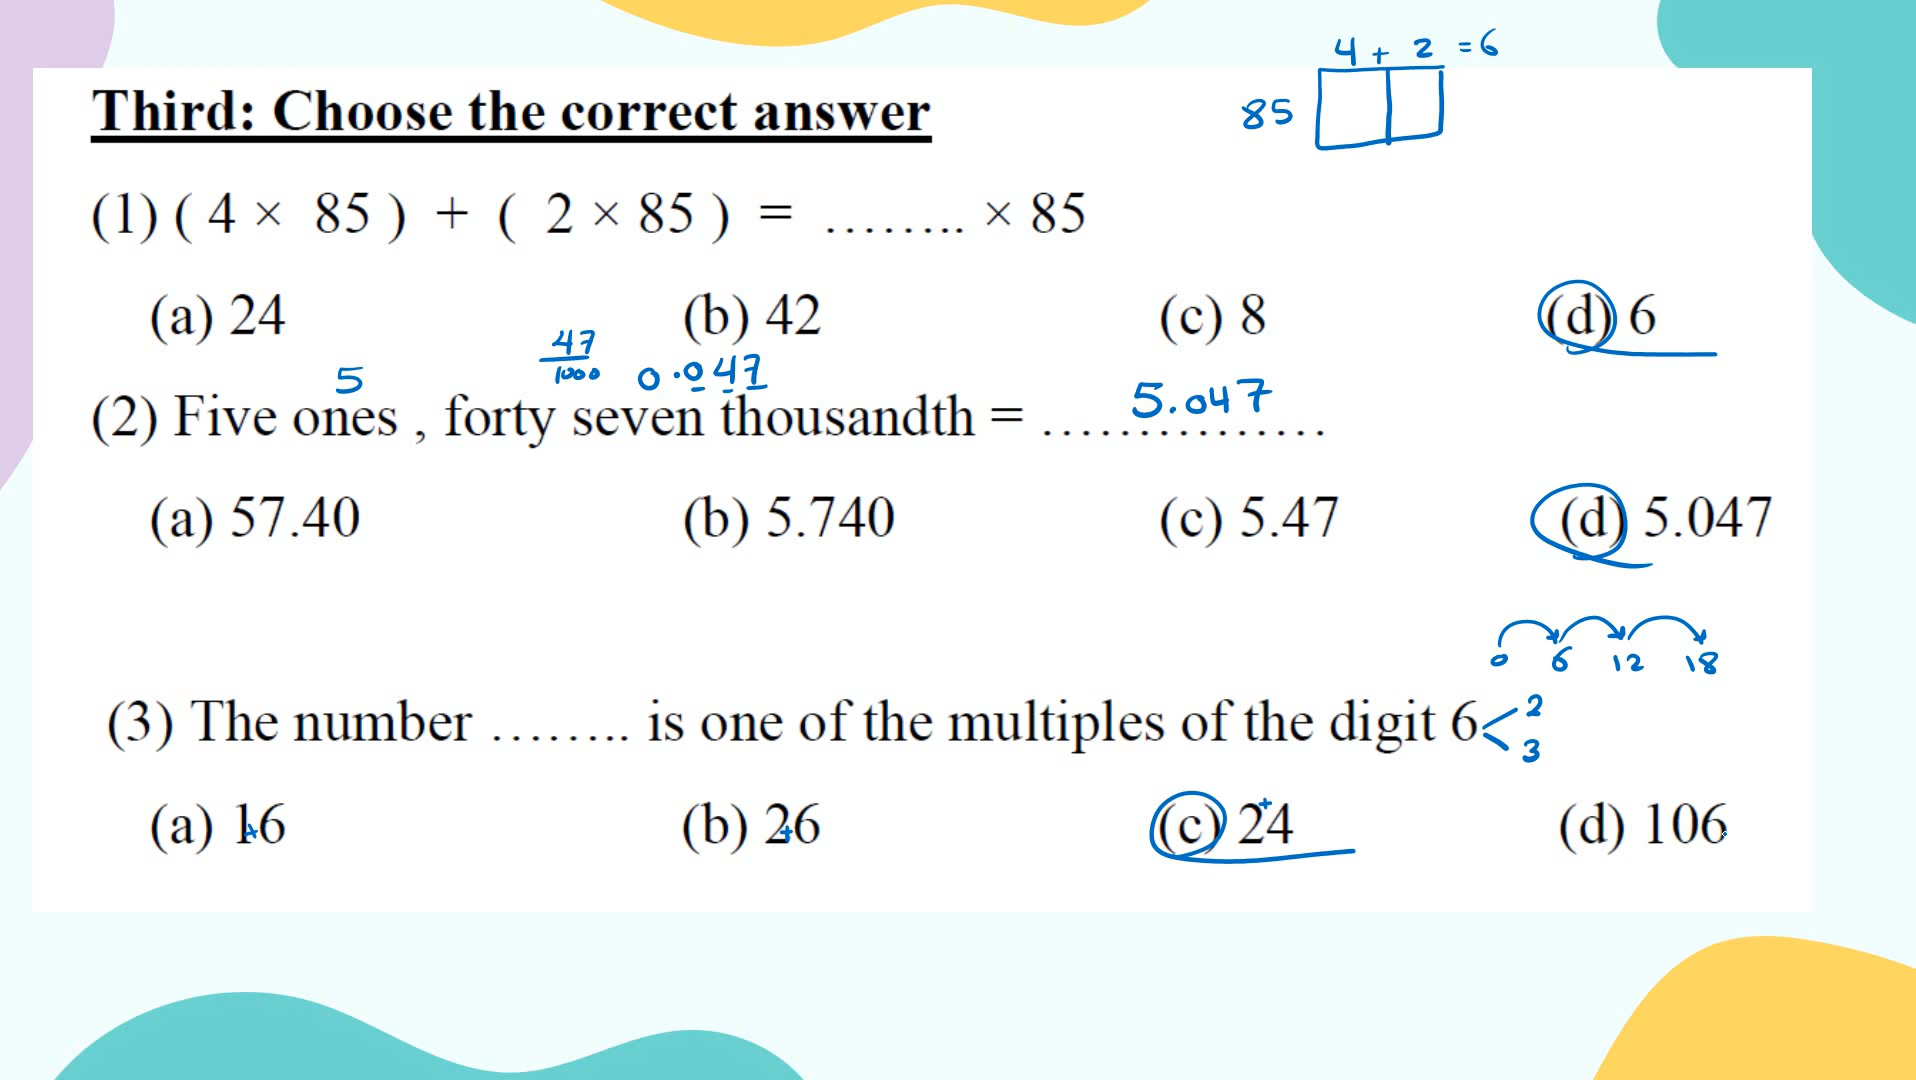 4 + 2 = 6
85
Third: Choose the correct answer
(1) ( 4 × 85 ) + ( 2 × 85 ) = ........ × 85
(a) 24 (b) 42 (c) 8 (d) 6
5 47/1000 0.047 5.047
(2) Five ones , forty seven thousandth = ...............
(a) 57.40 (b) 5.740 (c) 5.47 (d) 5.047
0 6 12 18
(3) The number ........ is one of the multiples of the digit 6 < 2 3
(a) 16 (b) 26 (c) 24 (d) 106